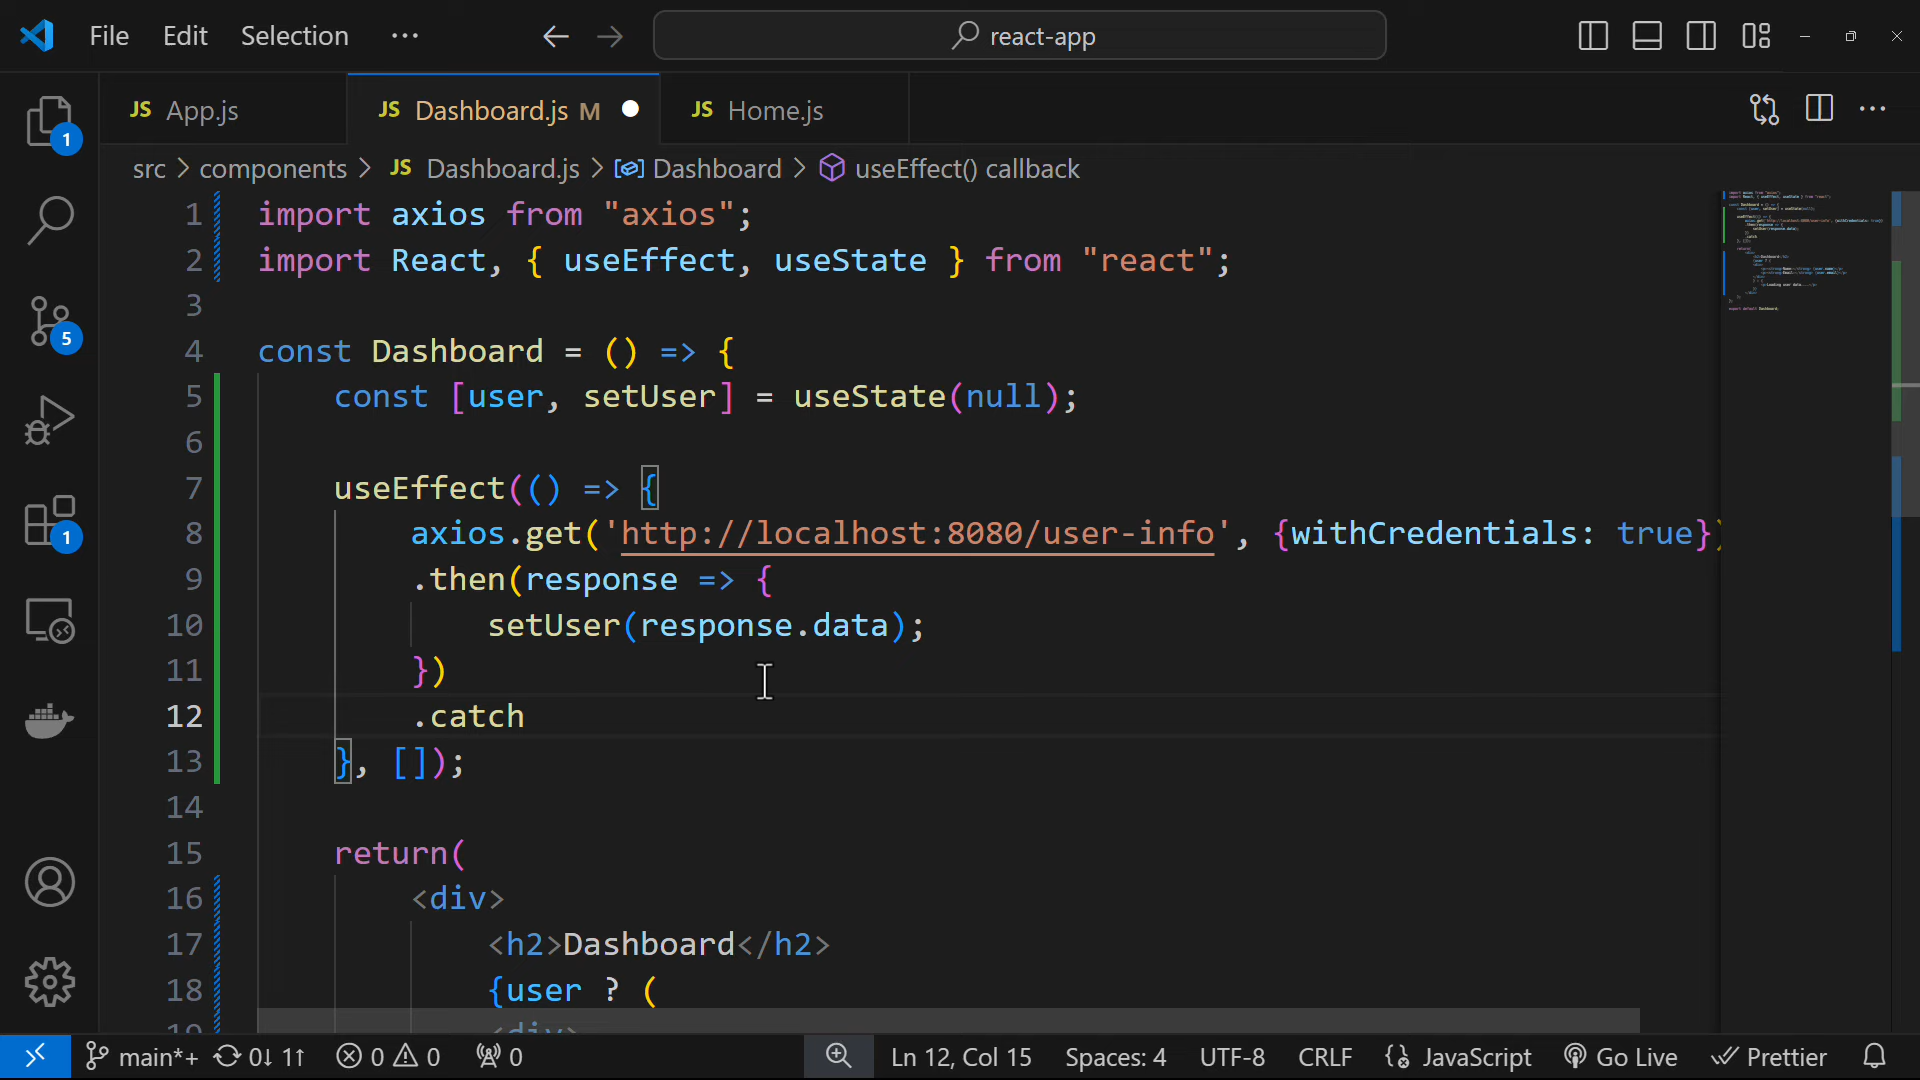 File Edit Selection ··· react-app
JS App.js JS Dashboard.js M JS Home.js
src > components > JS Dashboard.js > Dashboard > useEffect() callback
1 import axios from "axios";
2 import React, { useEffect, useState } from "react";
3
4 const Dashboard = () => {
5 const [user, setUser] = useState(null);
6
7 useEffect(() => {
8 axios.get('http://localhost:8080/user-info', {withCredentials: true})
9 .then(response => {
10 setUser(response.data);
11 })
12 .catch
13 }, []);
14
15 return(
16 <div>
17 <h2>Dashboard</h2>
18 {user ? (
19 <div>
1
5
1
main*+ 0↓ 1↑ 0 0 0 Ln 12, Col 15 Spaces: 4 UTF-8 CRLF JavaScript Go Live Prettier